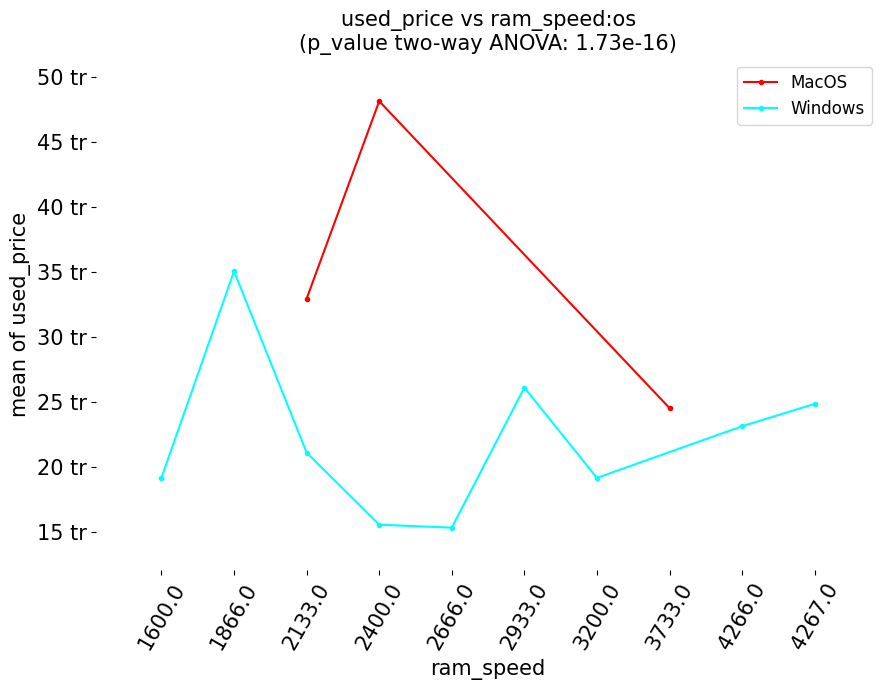 used_price vs ram_speed:os
(p_value two-way ANOVA: 1.73e-16)
MacOS
Windows
mean of used_price
50 tr
45 tr
40 tr
35 tr
30 tr
25 tr
20 tr
15 tr
1600.0
1866.0
2133.0
2400.0
2666.0
2933.0
3200.0
3733.0
4266.0
4267.0
ram_speed